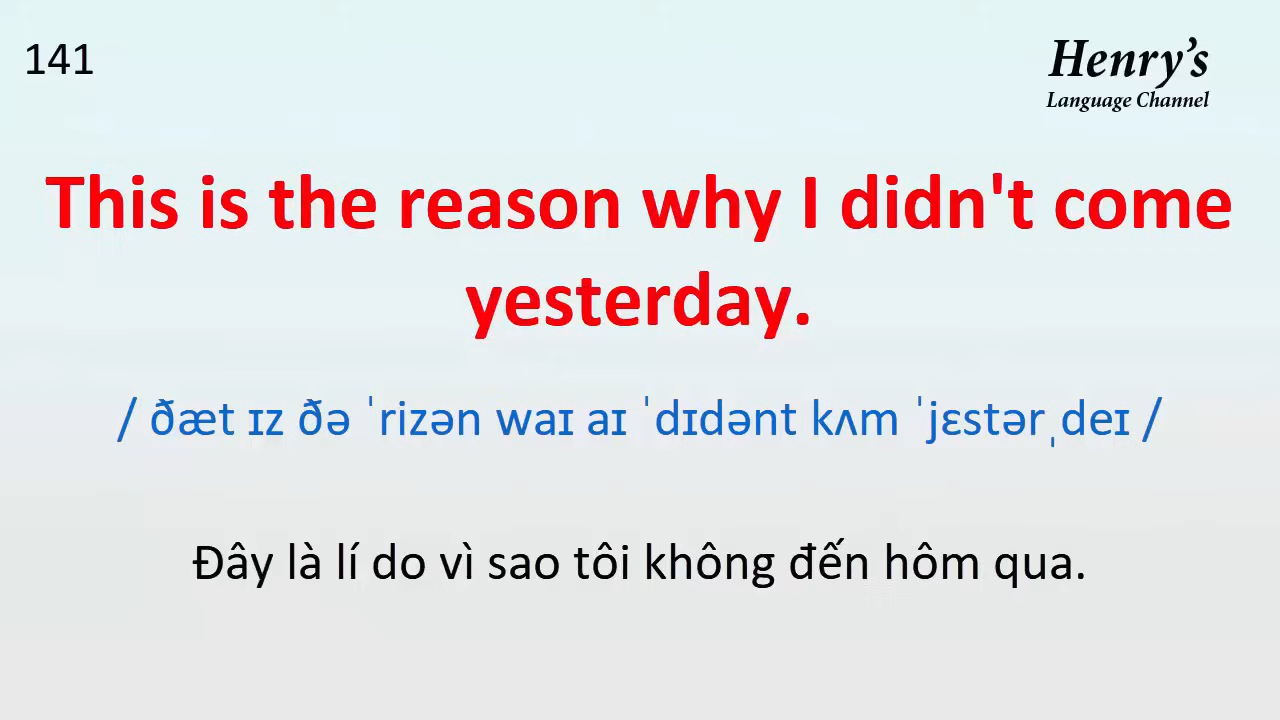 141
Henry’s
Language Channel
This is the reason why I didn't come
yesterday.
/ ðæt ɪz ðə ˈrizən waɪ aɪ ˈdɪdənt kʌm ˈjɛstərˌdeɪ /
Đây là lí do vì sao tôi không đến hôm qua.